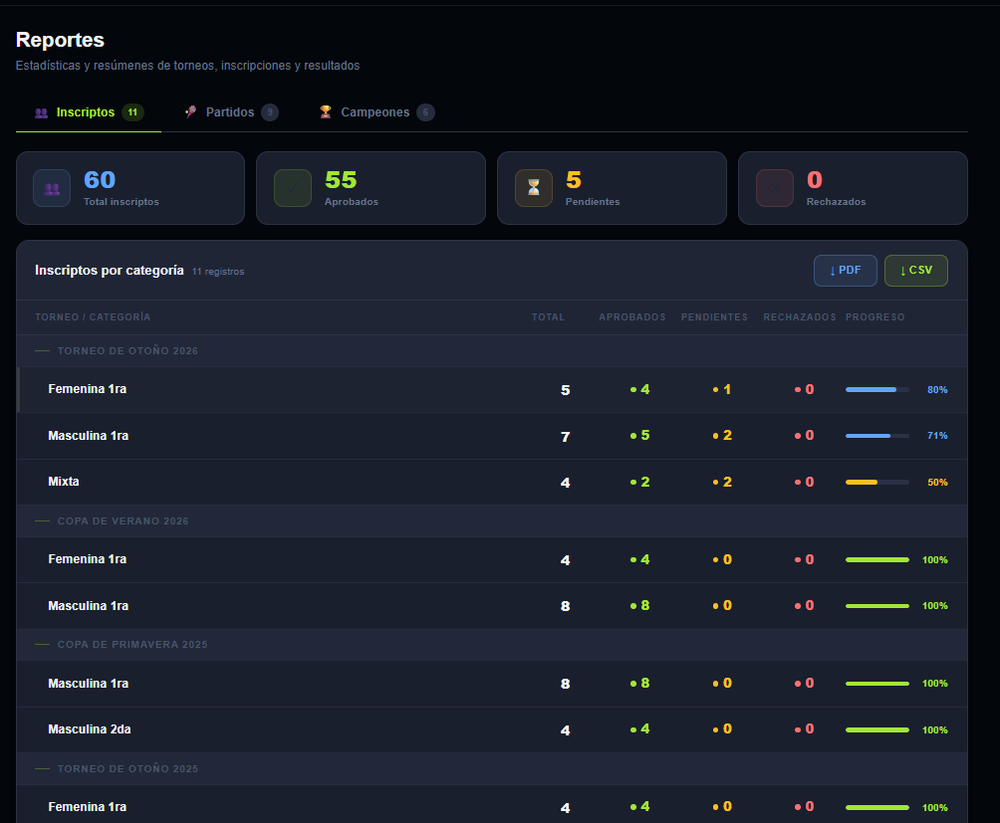 Reportes
Estadísticas y resúmenes de torneos, inscripciones y resultados
Inscriptos 11 Partidos 9 Campeones 6
60
Total inscriptos
55
Aprobados
5
Pendientes
0
Rechazados
Inscriptos por categoría 11 registros
↓ PDF ↓ CSV
TORNEO / CATEGORÍA TOTAL APROBADOS PENDIENTES RECHAZADOS PROGRESO
TORNEO DE OTOÑO 2026
Femenina 1ra 5 4 1 0 80%
Masculina 1ra 7 5 2 0 71%
Mixta 4 2 2 0 50%
COPA DE VERANO 2026
Femenina 1ra 4 4 0 0 100%
Masculina 1ra 8 8 0 0 100%
COPA DE PRIMAVERA 2025
Masculina 1ra 8 8 0 0 100%
Masculina 2da 4 4 0 0 100%
TORNEO DE OTOÑO 2025
Femenina 1ra 4 4 0 0 100%